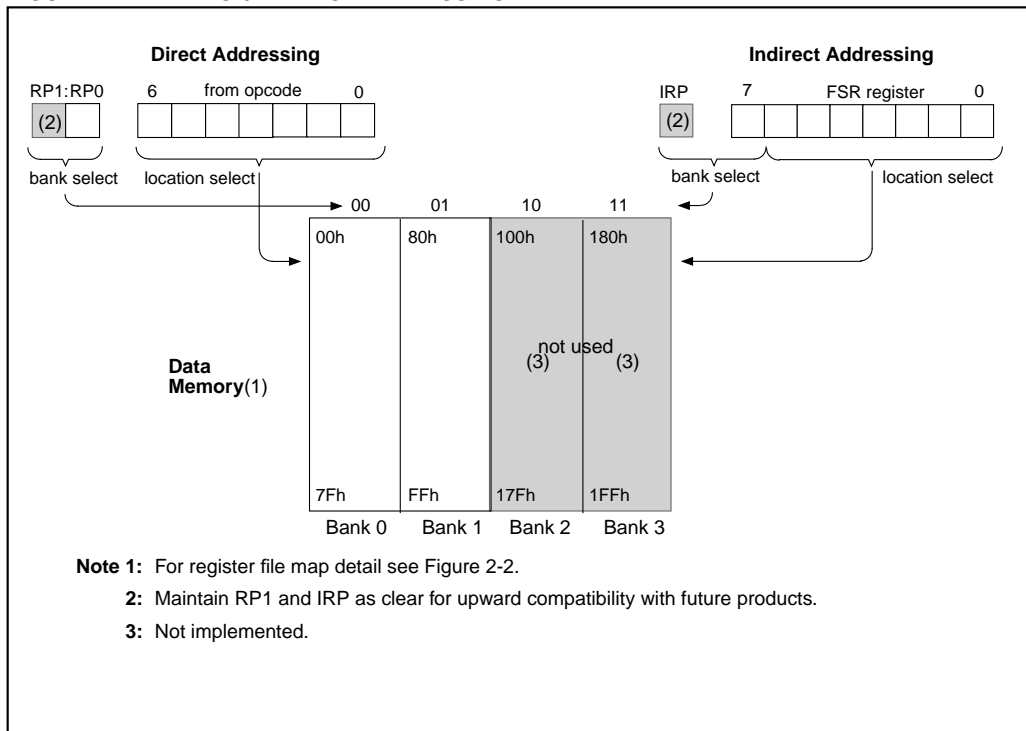 Direct Addressing
Indirect Addressing
RP1:RP0 6 from opcode 0
IRP 7 FSR register 0
(2)
(2)
bank select location select
bank select location select
00 01 10 11
00h 80h 100h 180h
not used
(3) (3)
Data
Memory(1)
7Fh FFh 17Fh 1FFh
Bank 0 Bank 1 Bank 2 Bank 3
Note 1: For register file map detail see Figure 2-2.
2: Maintain RP1 and IRP as clear for upward compatibility with future products.
3: Not implemented.